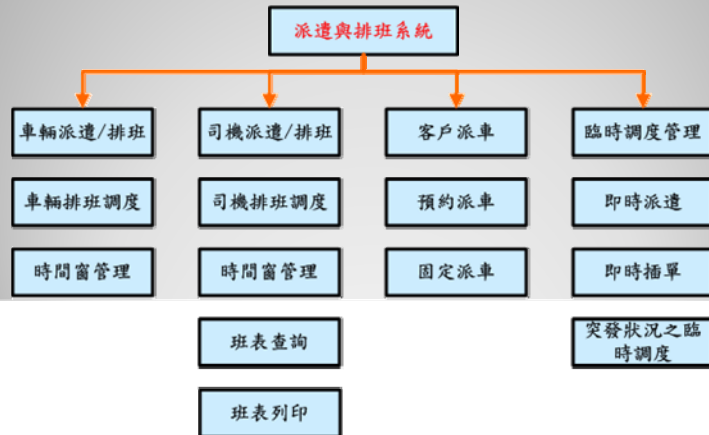 派遣與排班系統
車輛派遣/排班
司機派遣/排班
客戶派車
臨時調度管理
車輛排班調度
司機排班調度
預約派車
即時派遣
時間窗管理
時間窗管理
固定派車
即時插單
班表查詢
突發狀況之臨
時調度
班表列印